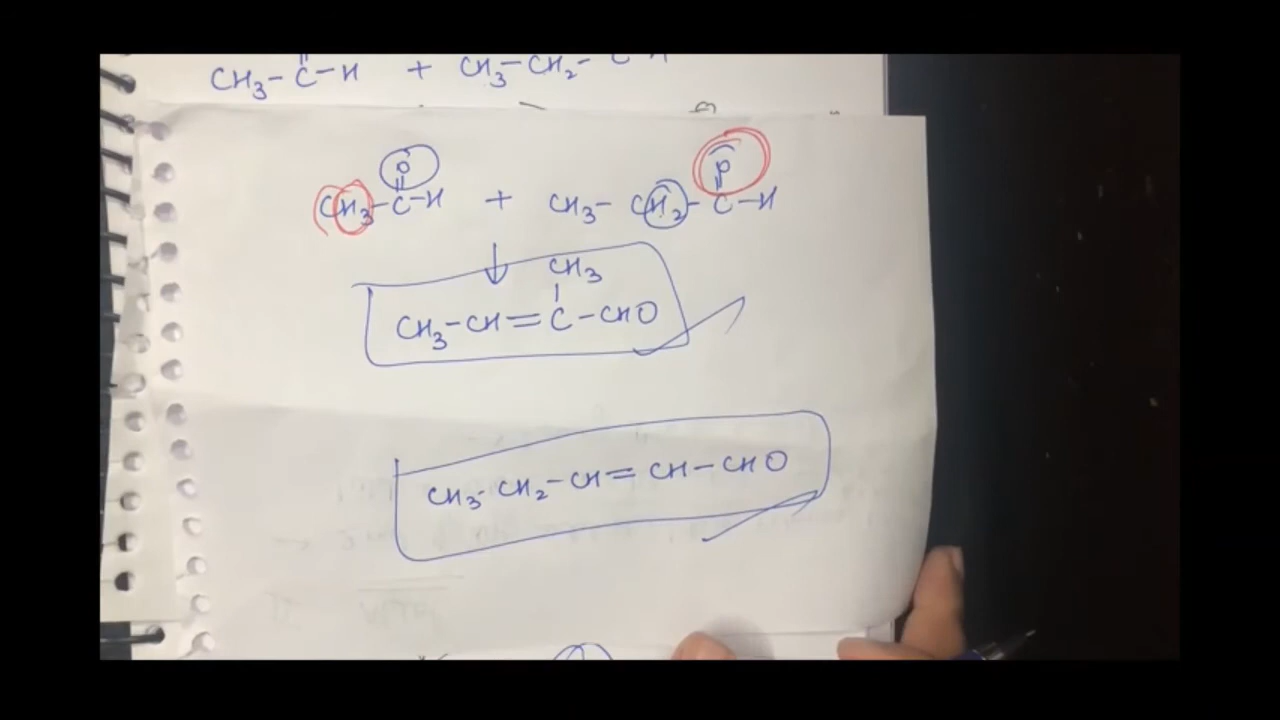 CH₃-C-H + CH₃-CH₂-C-H
O O
CH₃-C-H + CH₃-CH₂-C-H
CH₃
CH₃-CH=C-CHO
CH₃-CH₂-CH=CH-CHO